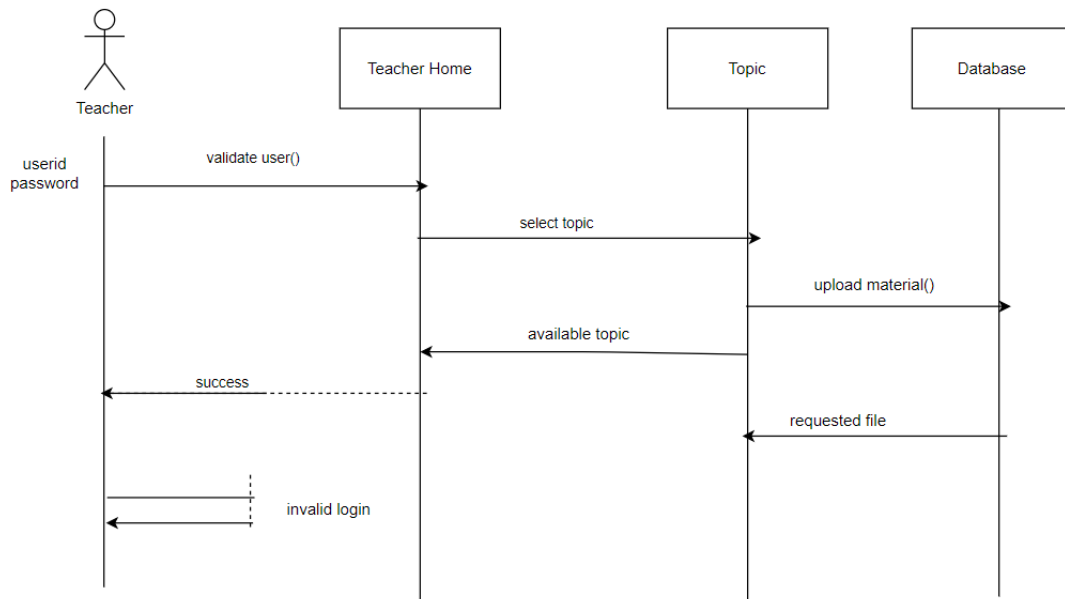 Teacher
Teacher Home
Topic
Database
userid
password
validate user()
select topic
upload material()
available topic
success
requested file
invalid login